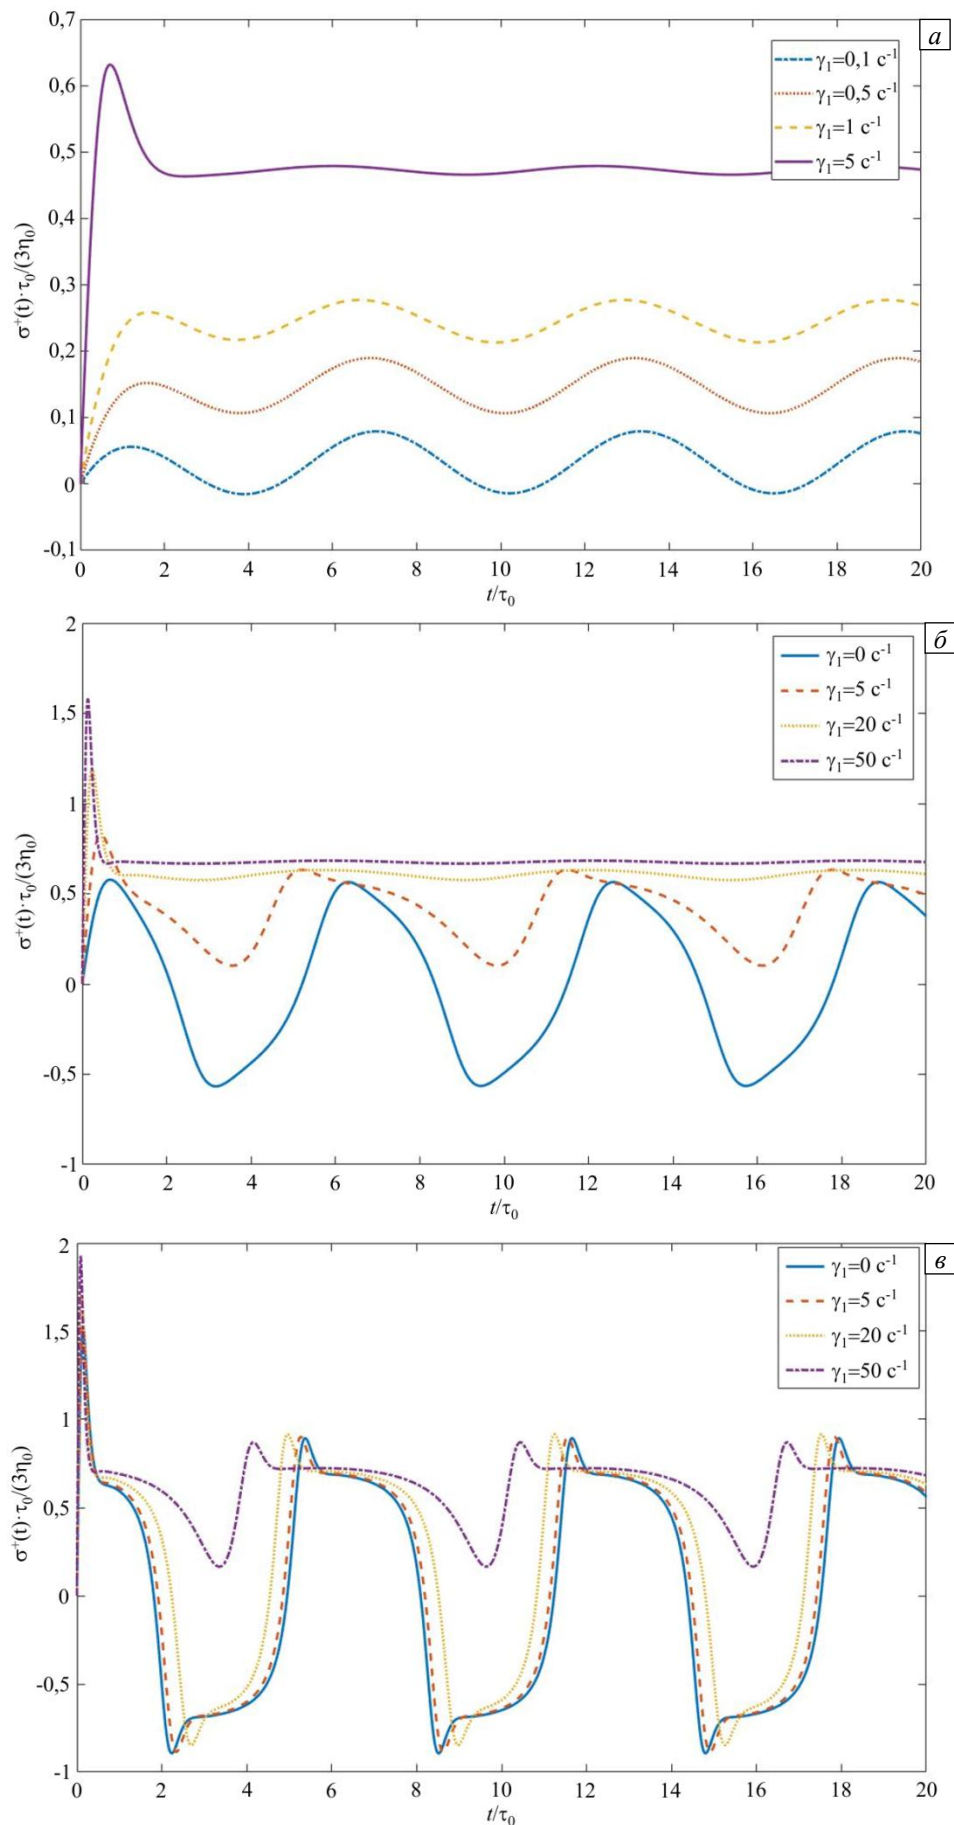 0,7
а
0,6
0,5
0,4
0,3
0,2
0,1
0
-0,1
σ⁺(t)·τ₀/(3η₀)
γ₁=0,1 c⁻¹
γ₁=0,5 c⁻¹
γ₁=1 c⁻¹
γ₁=5 c⁻¹
0 2 4 6 8 10 12 14 16 18 20
t/τ₀
2
б
1,5
1
0,5
0
-0,5
-1
σ⁺(t)·τ₀/(3η₀)
γ₁=0 c⁻¹
γ₁=5 c⁻¹
γ₁=20 c⁻¹
γ₁=50 c⁻¹
0 2 4 6 8 10 12 14 16 18 20
t/τ₀
2
в
1,5
1
0,5
0
-0,5
-1
σ⁺(t)·τ₀/(3η₀)
γ₁=0 c⁻¹
γ₁=5 c⁻¹
γ₁=20 c⁻¹
γ₁=50 c⁻¹
0 2 4 6 8 10 12 14 16 18 20
t/τ₀